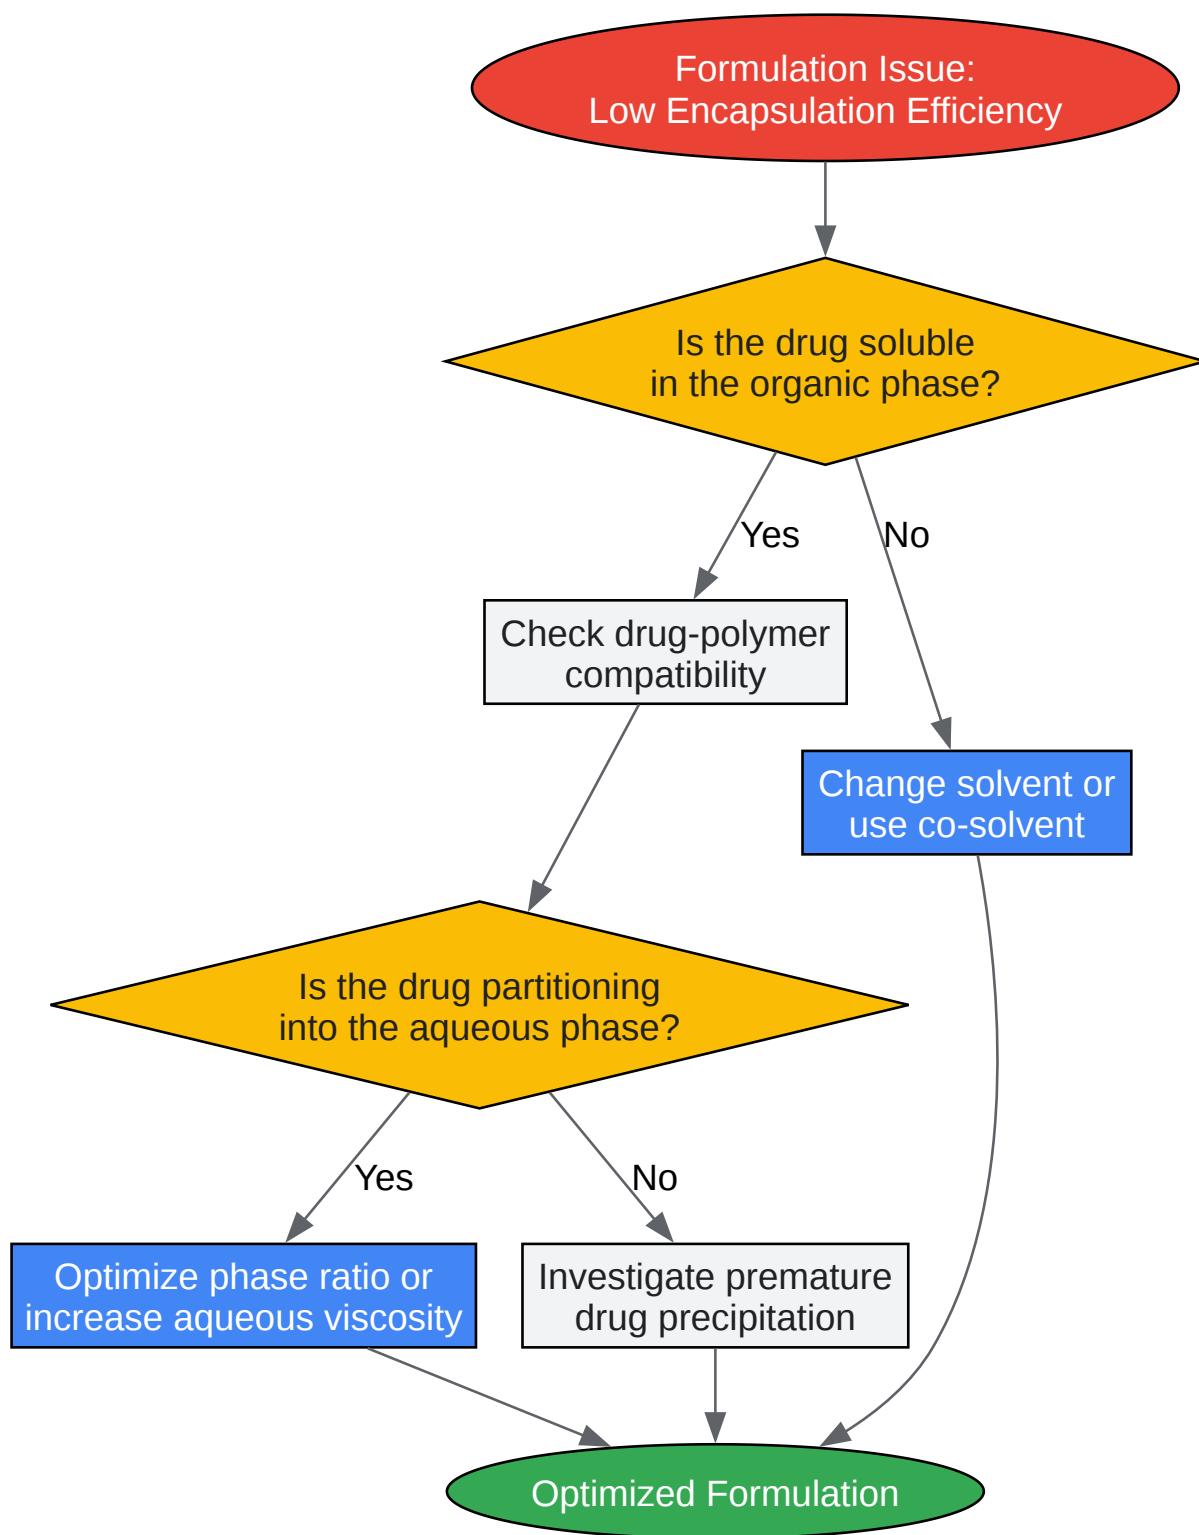 Formulation Issue:
Low Encapsulation Efficiency
Is the drug soluble
in the organic phase?
Yes
No
Check drug-polymer
compatibility
Change solvent or
use co-solvent
Is the drug partitioning
into the aqueous phase?
Yes
No
Optimize phase ratio or
increase aqueous viscosity
Investigate premature
drug precipitation
Optimized Formulation